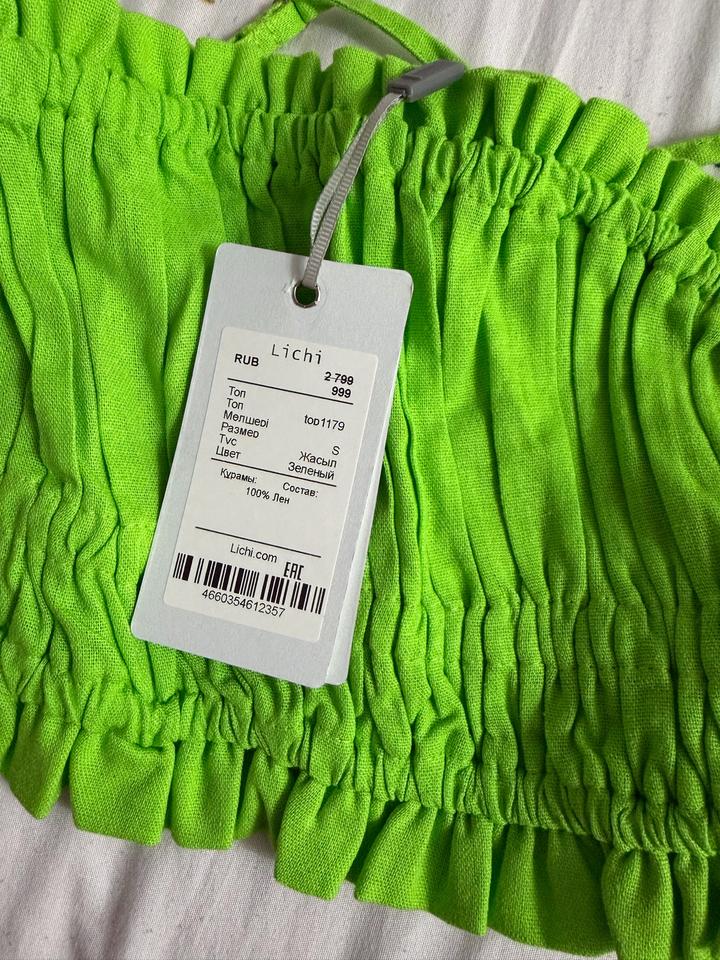 Lichi
RUB
2 799
999
Топ
Топ top1179
Мөлшері
Размер S
Түс Жасыл
Цвет Зеленый
Құрамы: Состав:
100% Лен
Lichi.com EAC
4660354612357